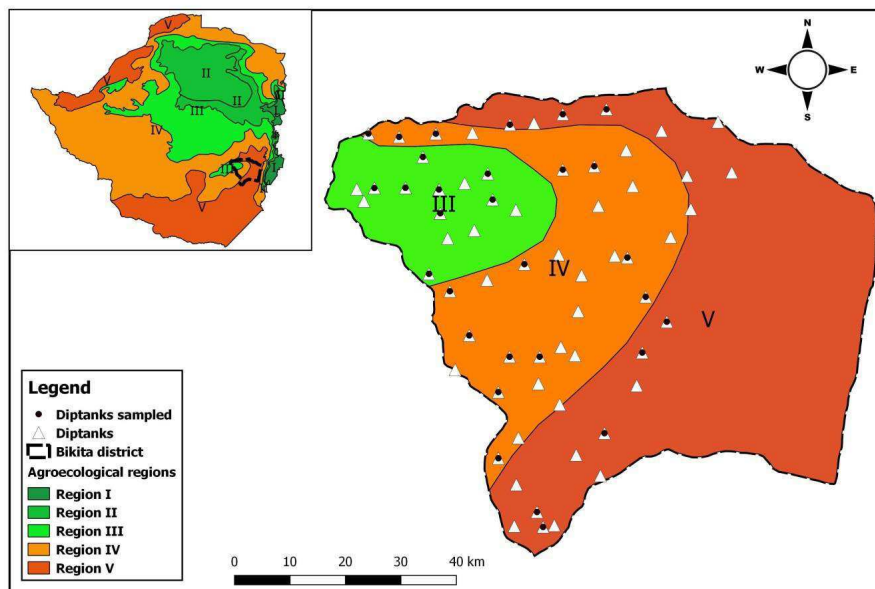 V
II
II
III
IV
V
III
I
V
N
W E
S
III
IV
V
Legend
Diptanks sampled
Diptanks
Bikita district
Agroecological regions
Region I
Region II
Region III
Region IV
Region V
0 10 20 30 40 km